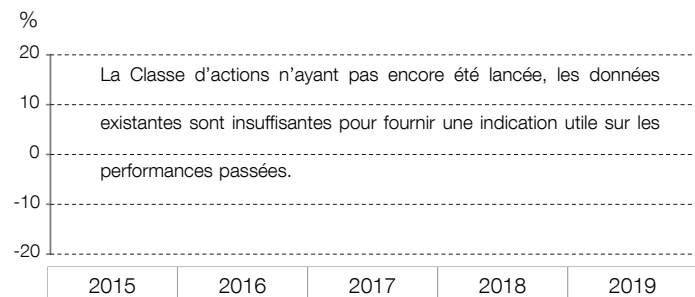 %
20
La Classe d'actions n'ayant pas encore été lancée, les données
10
existantes sont insuffisantes pour fournir une indication utile sur les
0
performances passées.
-10
-20
2015 2016 2017 2018 2019